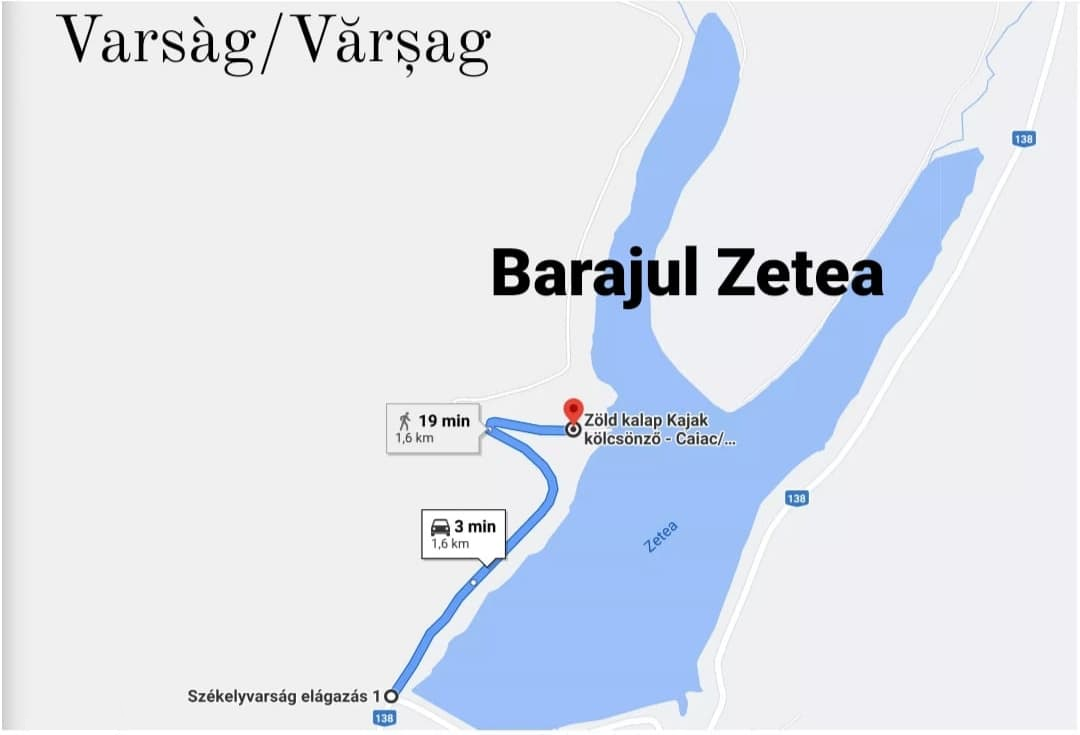 Varsàg/Vărșag
138
Barajul Zetea
19 min
1,6 km
Zöld kalap Kajak
kölcsönző - Caiac/...
138
3 min
1,6 km
Zetea
Székelyvarság elágazás 1
138